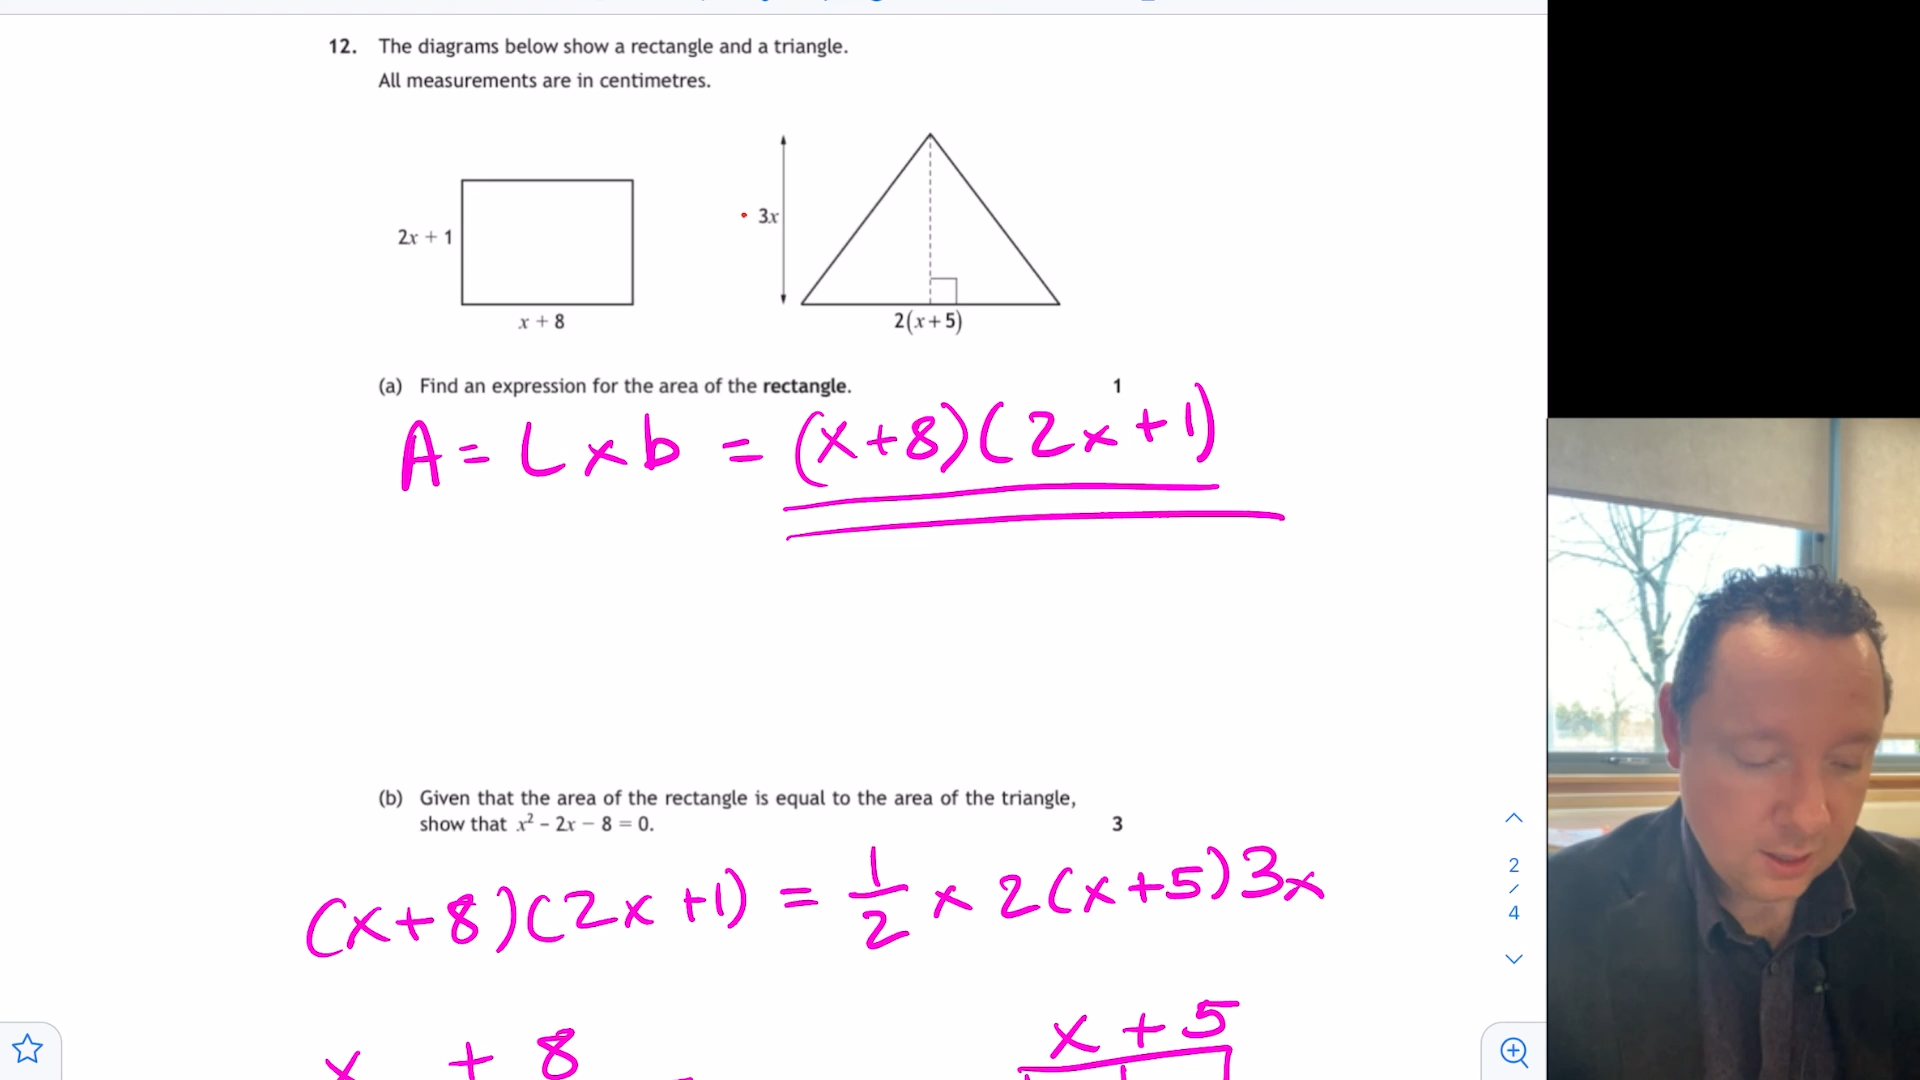 12. The diagrams below show a rectangle and a triangle.
All measurements are in centimetres.
3x
2x + 1
x + 8
2(x + 5)
(a) Find an expression for the area of the rectangle. 1
A = L × b = (x+8)(2x+1)
(b) Given that the area of the rectangle is equal to the area of the triangle,
show that x² − 2x − 8 = 0. 3
(x+8)(2x+1) = 1/2 × 2(x+5)3x
x + 5
x + 8
2
/
4